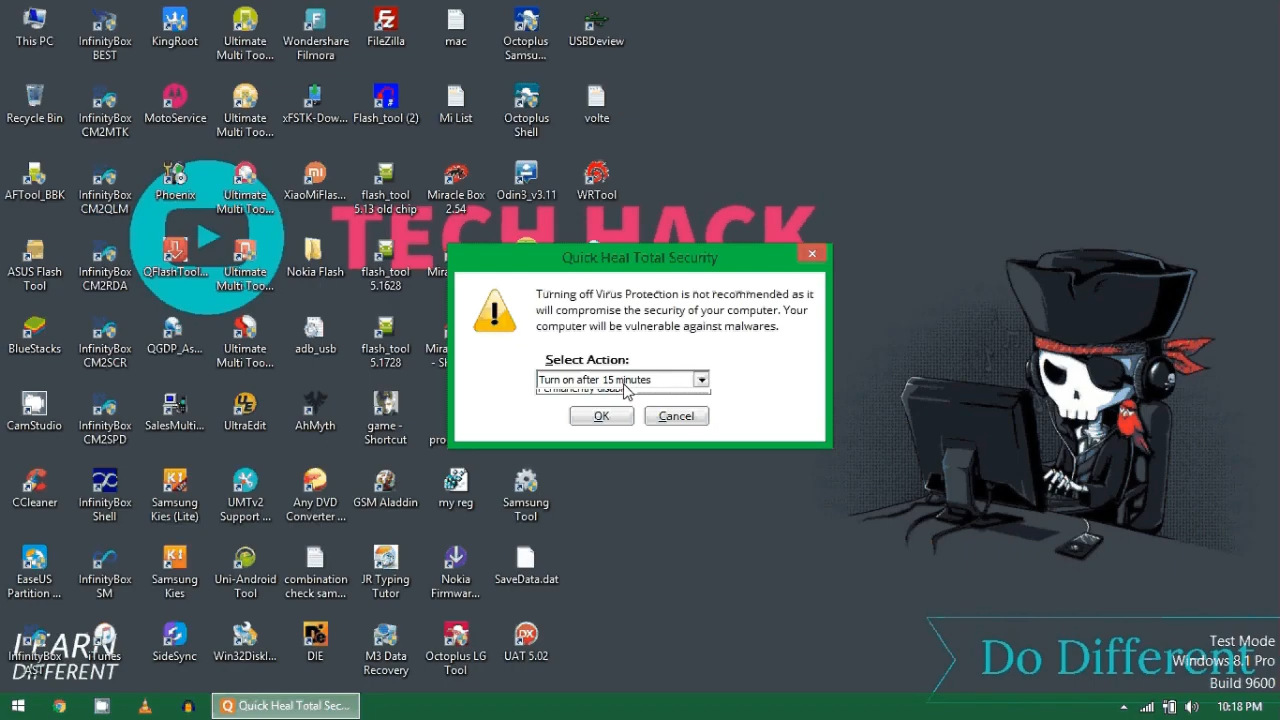 This PC
InfinityBox
BEST
KingRoot
Ultimate
Multi Too...
Wondershare
Filmora
FileZilla
mac
Octoplus
Samsu...
USBDeview
Recycle Bin
InfinityBox
CM2MTK
MotoService
Ultimate
Multi Too...
xFSTK-Dow...
Flash_tool (2)
Mi List
Octoplus
Shell
volte
AFTool_BBK
InfinityBox
CM2QLM
Phoenix
Ultimate
Multi Too...
XiaoMiFlas...
flash_tool
5.13 old chip
Miracle Box
2.54
Odin3_v3.11
WRTool
TECH HACK
ASUS Flash
Tool
InfinityBox
CM2RDA
QFlashTool...
Ultimate
Multi Too...
Nokia Flash
flash_tool
5.1628
BlueStacks
InfinityBox
CM2SCR
QGDP_As...
Ultimate
Multi Too...
adb_usb
flash_tool
5.1728
CamStudio
InfinityBox
CM2SPD
SalesMulti...
UltraEdit
AhMyth
game -
Shortcut
Quick Heal Total Security
Turning off Virus Protection is not recommended as it
will compromise the security of your computer. Your
computer will be vulnerable against malwares.
Select Action:
Turn on after 15 minutes
OK
Cancel
CCleaner
InfinityBox
Shell
Samsung
Kies (Lite)
UMTv2
Support ...
Any DVD
Converter ...
GSM Aladdin
my reg
Samsung
Tool
EaseUS
Partition ...
InfinityBox
SM
Samsung
Kies
Uni-Android
Tool
combination
check sam...
JR Typing
Tutor
Nokia
Firmwar...
SaveData.dat
iTunes
SideSync
Win32Diskl...
DIE
M3 Data
Recovery
Octoplus LG
Tool
UAT 5.02
LEARN
DIFFERENT
Do Different
Test Mode
Windows 8.1 Pro
Build 9600
Quick Heal Total Sec...
10:18 PM